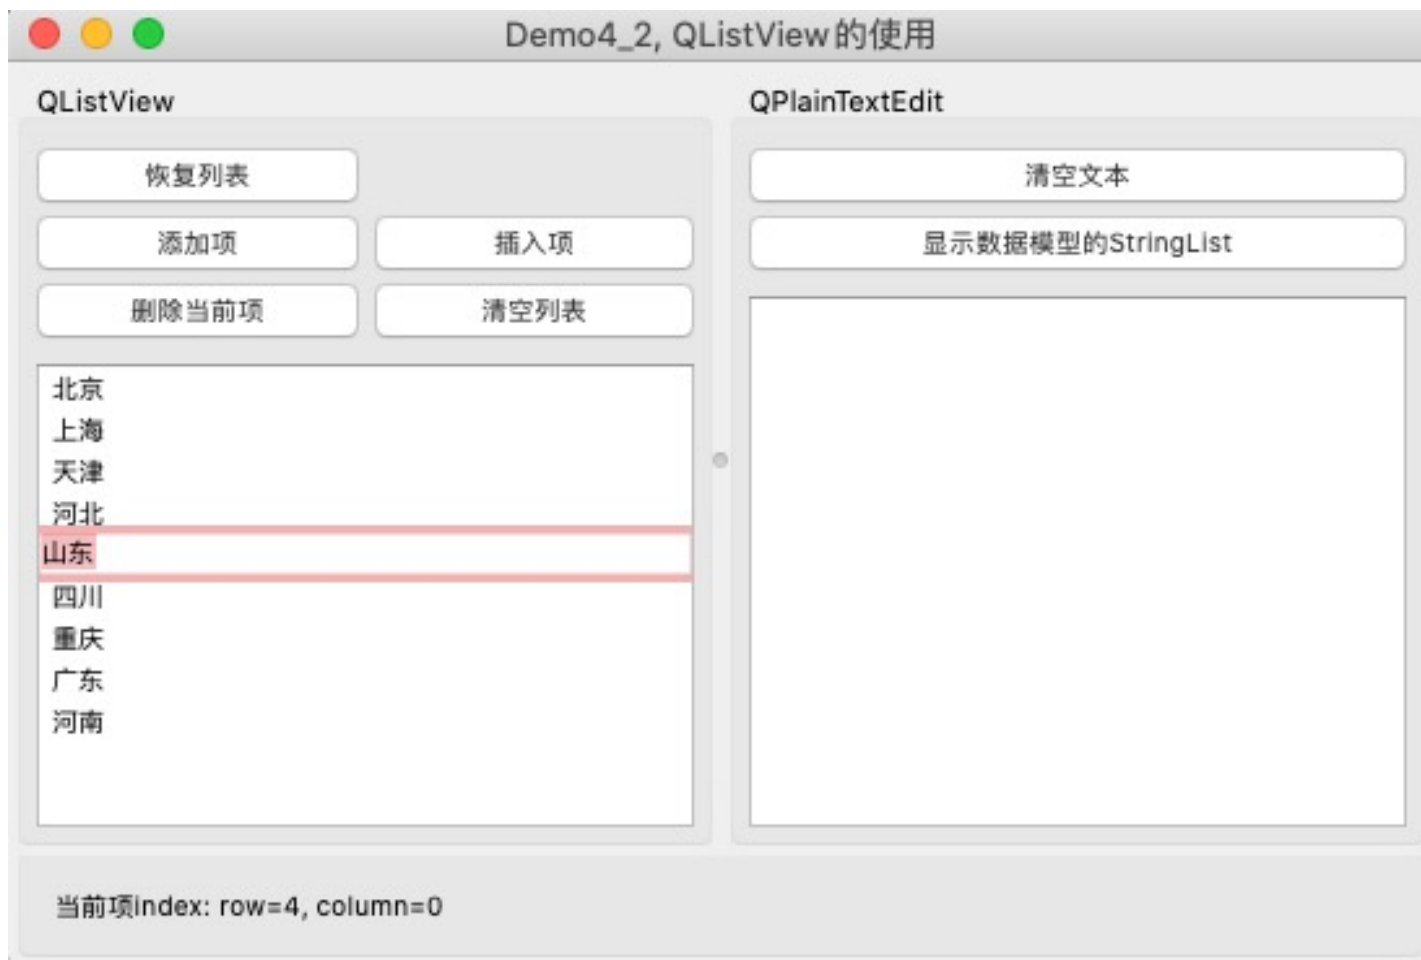 Demo4_2, QListView的使用
QListView
恢复列表
添加项
插入项
删除当前项
清空列表
北京
上海
天津
河北
山东
四川
重庆
广东
河南
QPlainTextEdit
清空文本
显示数据模型的StringList
当前项index: row=4, column=0